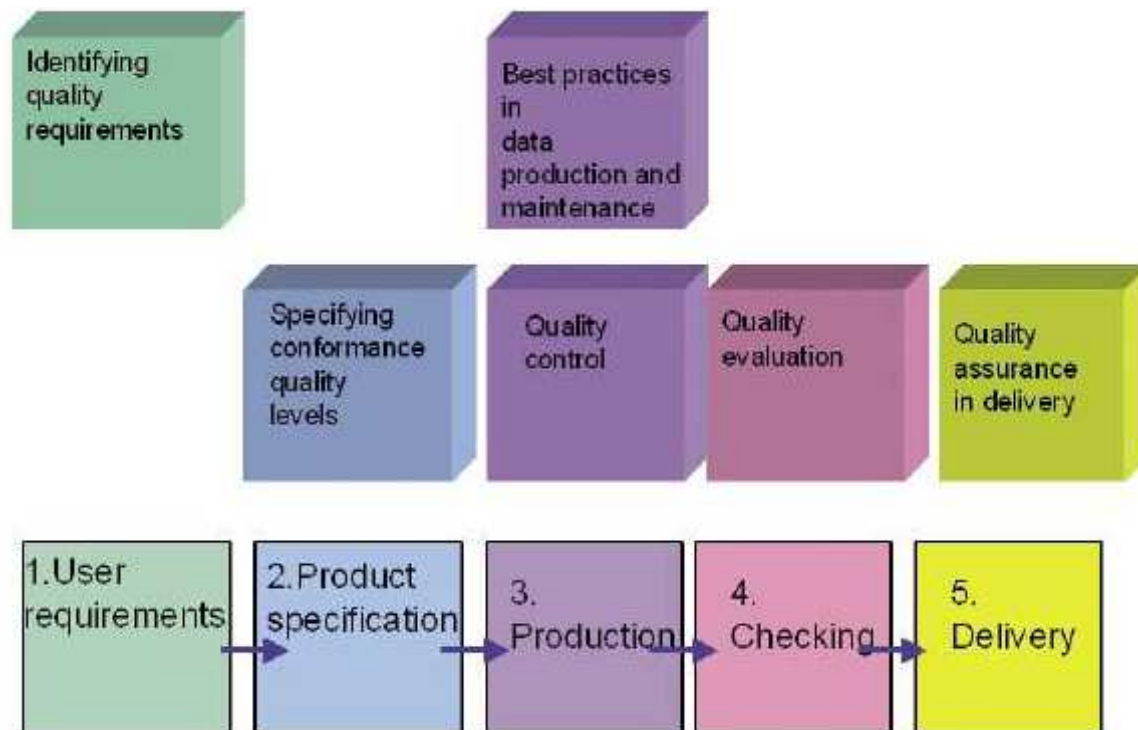 Identifying
quality
requirements
Best practices
in
data
production and
maintenance
Specifying
conformance
quality
levels
Quality
control
Quality
evaluation
Quality
assurance
in delivery
1.User
requirements
2.Product
specification
3.
Production
4.
Checking
5.
Delivery